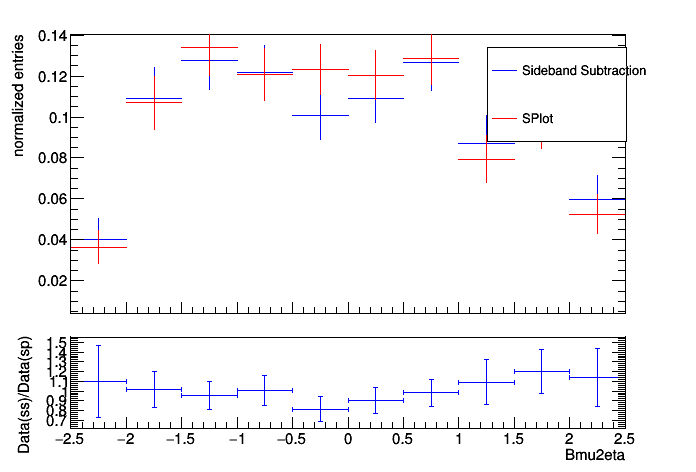 normalized entries
0.14
0.12
0.1
0.08
0.06
0.04
0.02
Sideband Subtraction
SPlot
Data(ss)/Data(sp)
1.5
1.4
1.3
1.2
1.1
1
0.9
0.8
0.7
−2.5 −2 −1.5 −1 −0.5 0 0.5 1 1.5 2 2.5
Bmu2eta